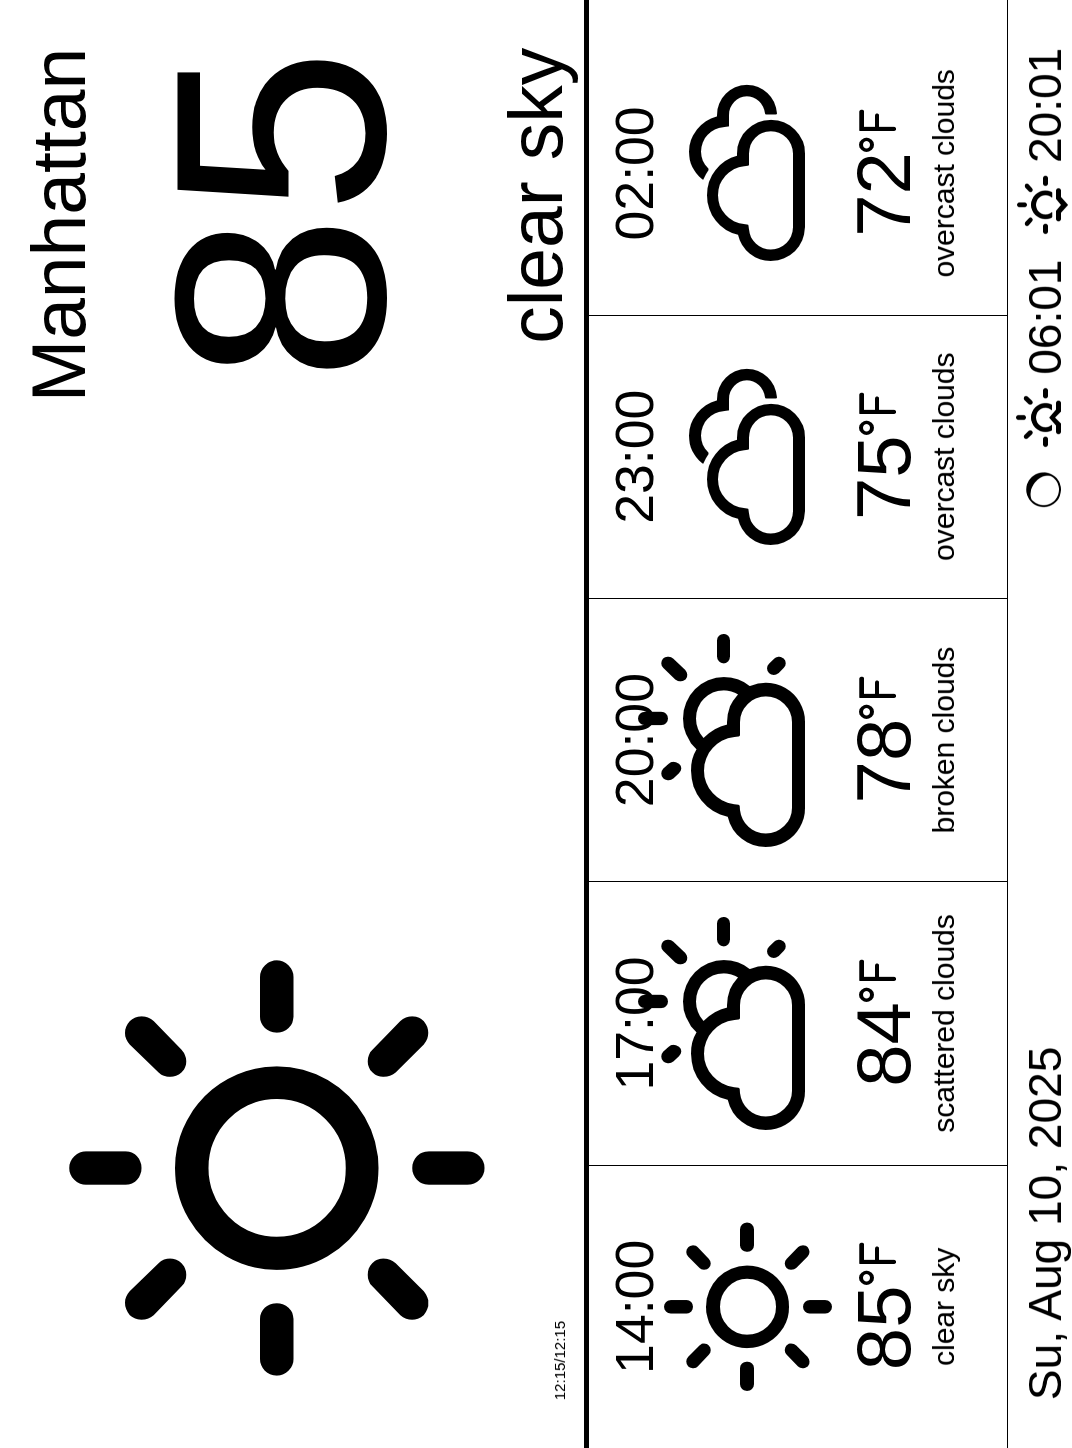 Manhattan
85
clear sky
12:15/12:15
14:00 17:00 20:00 23:00 02:00
85°F 84°F 78°F 75°F 72°F
clear sky scattered clouds broken clouds overcast clouds overcast clouds
Su, Aug 10, 2025 06:01 20:01